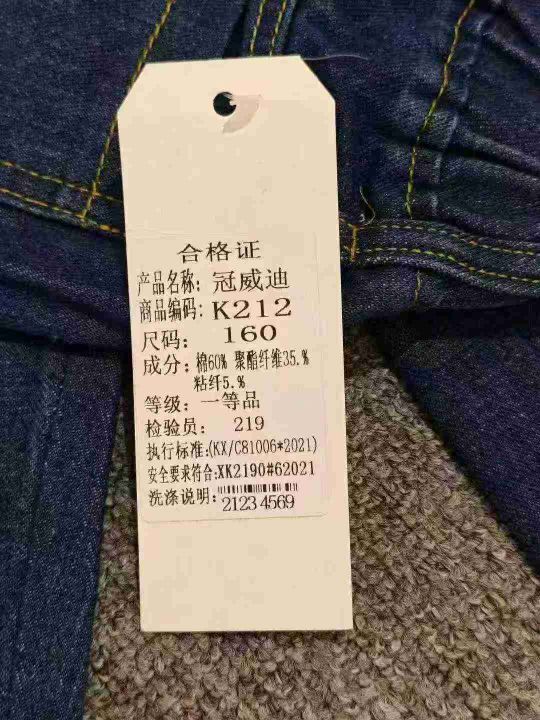 合格证
产品名称: 冠威迪
商品编码: K212
尺码: 160
成分: 棉60% 聚酯纤维35.%
粘纤5.%
等级: 一等品
检验员: 219
执行标准:(KX/C81006*2021)
安全要求符合:XK2190#62021
洗涤说明:
2123 4569